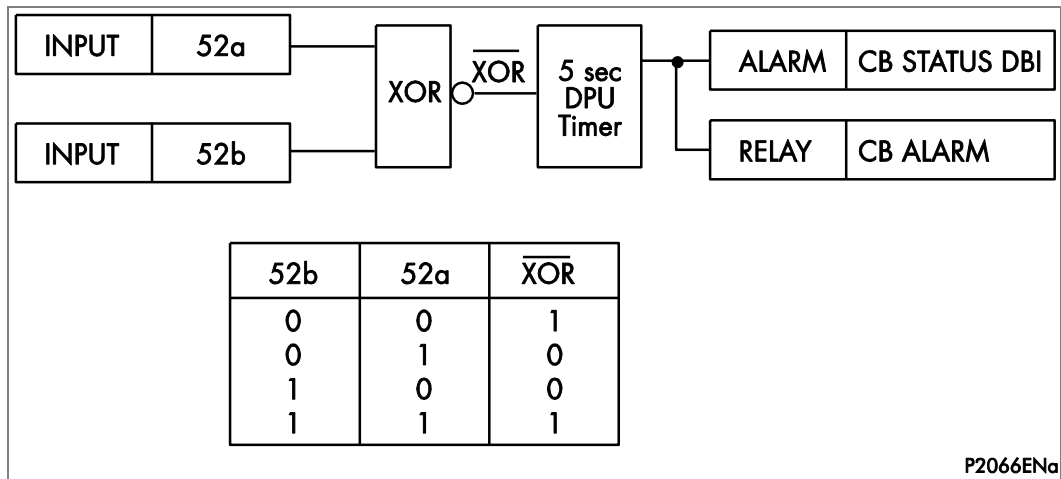 INPUT 52a
INPUT 52b
XOR
XOR
5 sec
DPU
Timer
ALARM CB STATUS DBI
RELAY CB ALARM
52b 52a XOR
0 0 1
0 1 0
1 0 0
1 1 1
P2066ENa